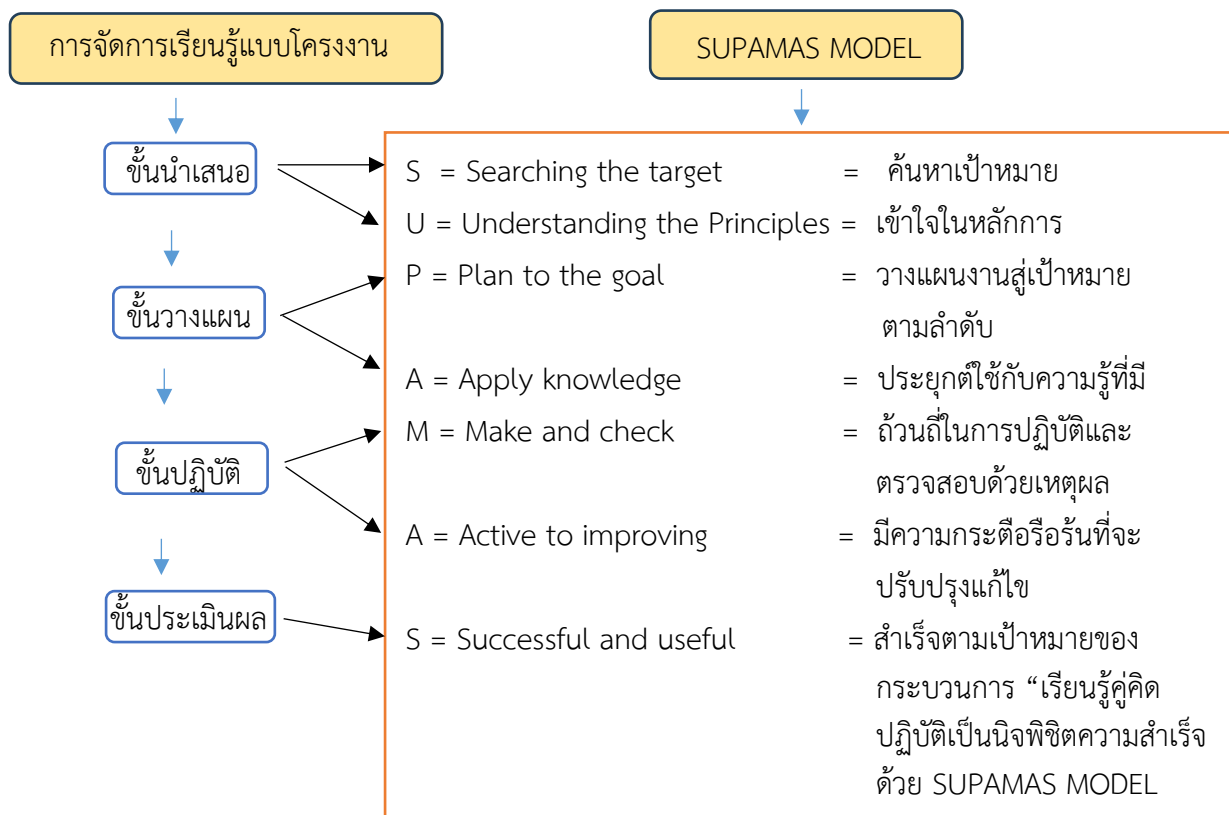 การจัดการเรียนรู้แบบโครงงาน
SUPAMAS MODEL
ขั้นนำเสนอ
ขั้นวางแผน
ขั้นปฏิบัติ
ขั้นประเมินผล
S = Searching the target = ค้นหาเป้าหมาย
U = Understanding the Principles = เข้าใจในหลักการ
P = Plan to the goal = วางแผนงานสู่เป้าหมาย
ตามลำดับ
A = Apply knowledge = ประยุกต์ใช้กับความรู้ที่มี
M = Make and check = ถ้วนถี่ในการปฏิบัติและ
ตรวจสอบด้วยเหตุผล
A = Active to improving = มีความกระตือรือร้นที่จะ
ปรับปรุงแก้ไข
S = Successful and useful = สำเร็จตามเป้าหมายของ
กระบวนการ “เรียนรู้คู่คิด
ปฏิบัติเป็นนิจพิชิตความสำเร็จ
ด้วย SUPAMAS MODEL